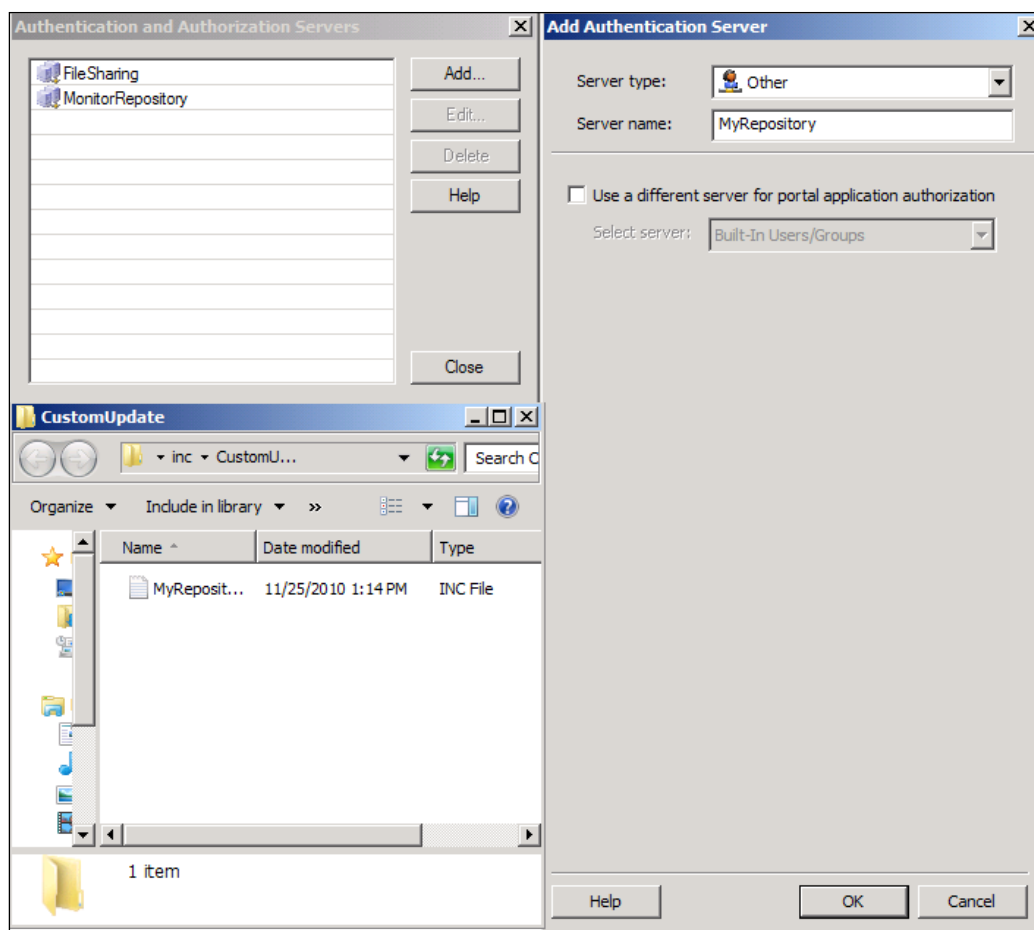 Authentication and Authorization Servers
FileSharing
MonitorRepository
Add...
Edit...
Delete
Help
Close
Add Authentication Server
Server type: Other
Server name: MyRepository
Use a different server for portal application authorization
Select server: Built-In Users/Groups
Help
OK
Cancel
CustomUpdate
inc CustomU...
Search C
Organize
Include in library
»
Name
Date modified
Type
MyReposit... 11/25/2010 1:14 PM INC File
1 item